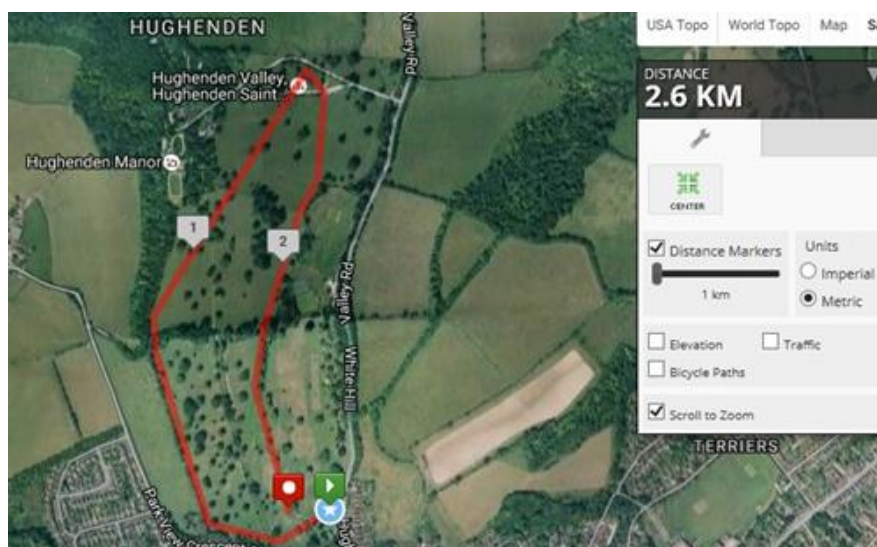 HUGHENDEN
Hughenden Valley,
Hughenden Saint...
Hughenden Manor
1
2
Valley Rd
Valley Rd
White Hill
Park View Crescent
USA Topo World Topo Map
DISTANCE
2.6 KM
CENTER
Distance Markers
1 km
Units
Imperial
Metric
Elevation Traffic
Bicycle Paths
Scroll to Zoom
TERRIERS